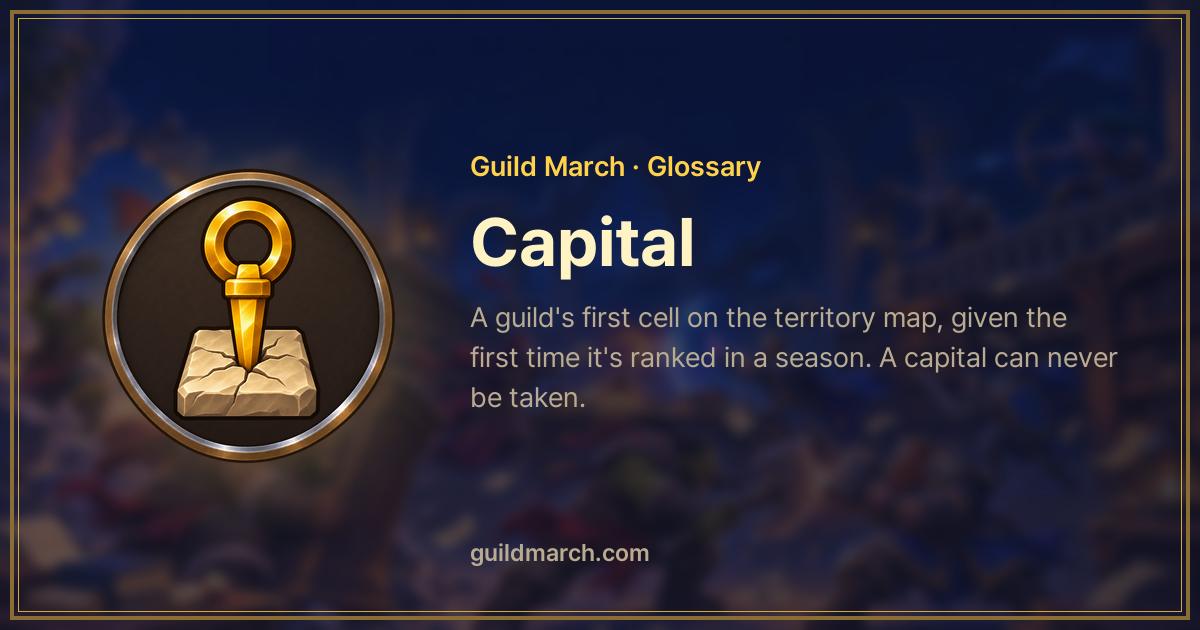 Guild March · Glossary
Capital
A guild's first cell on the territory map, given the
first time it's ranked in a season. A capital can never
be taken.
guildmarch.com